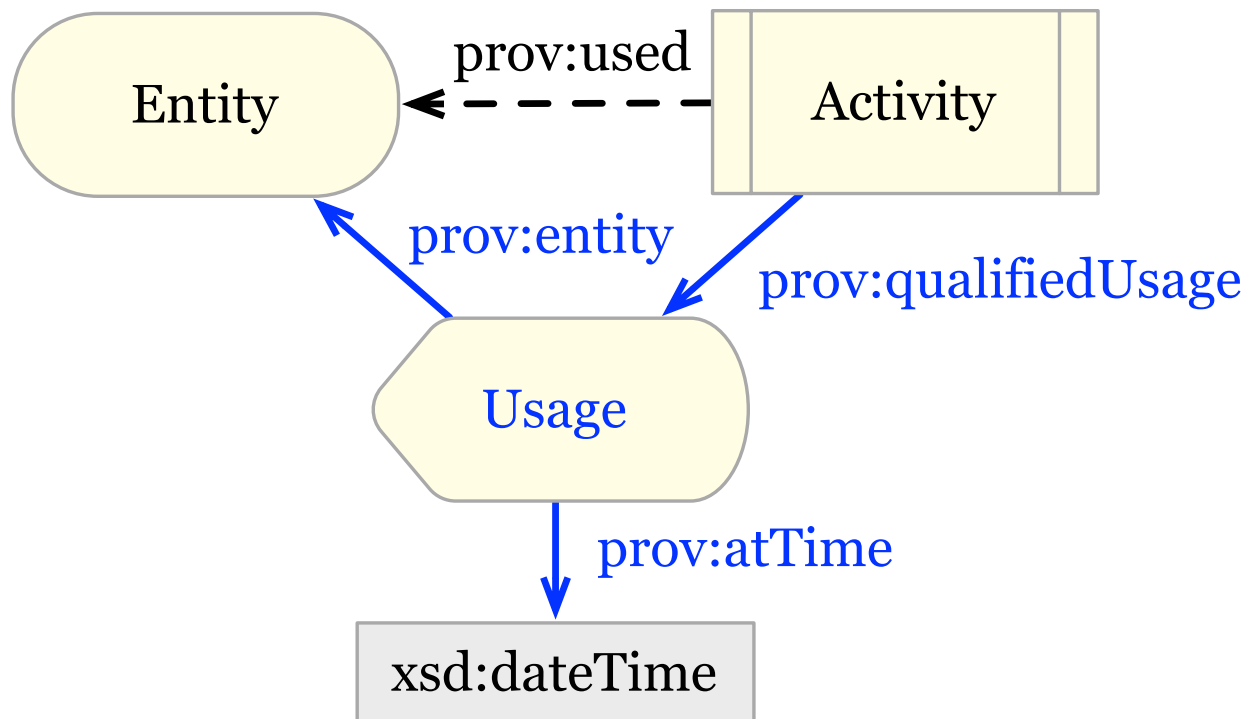 prov:used
Entity
Activity
prov:entity
prov:qualifiedUsage
Usage
prov:atTime
xsd:dateTime